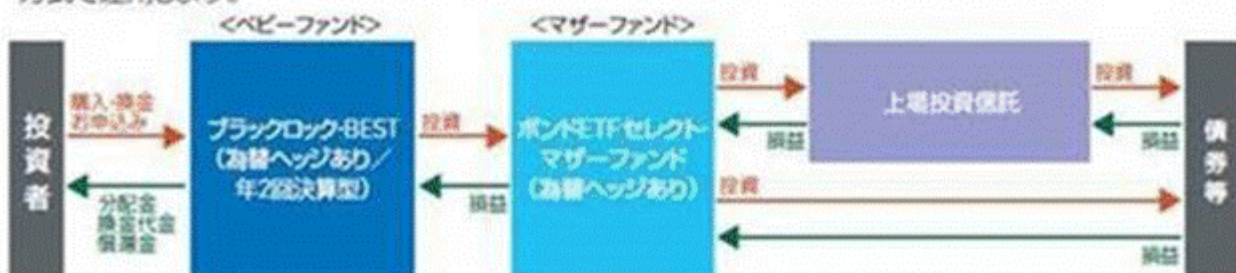 <ベビーファンド>
<マザーファンド>
投資者
購入・換金
お申込み
分配金
換金代金
償還金
ブラックロック・BEST
(為替ヘッジあり/
年2回決算型)
投資
損益
ボンドETFセレクト・
マザーファンド
(為替ヘッジあり)
投資
損益
上場投資信託
投資
損益
投資
損益
債券等